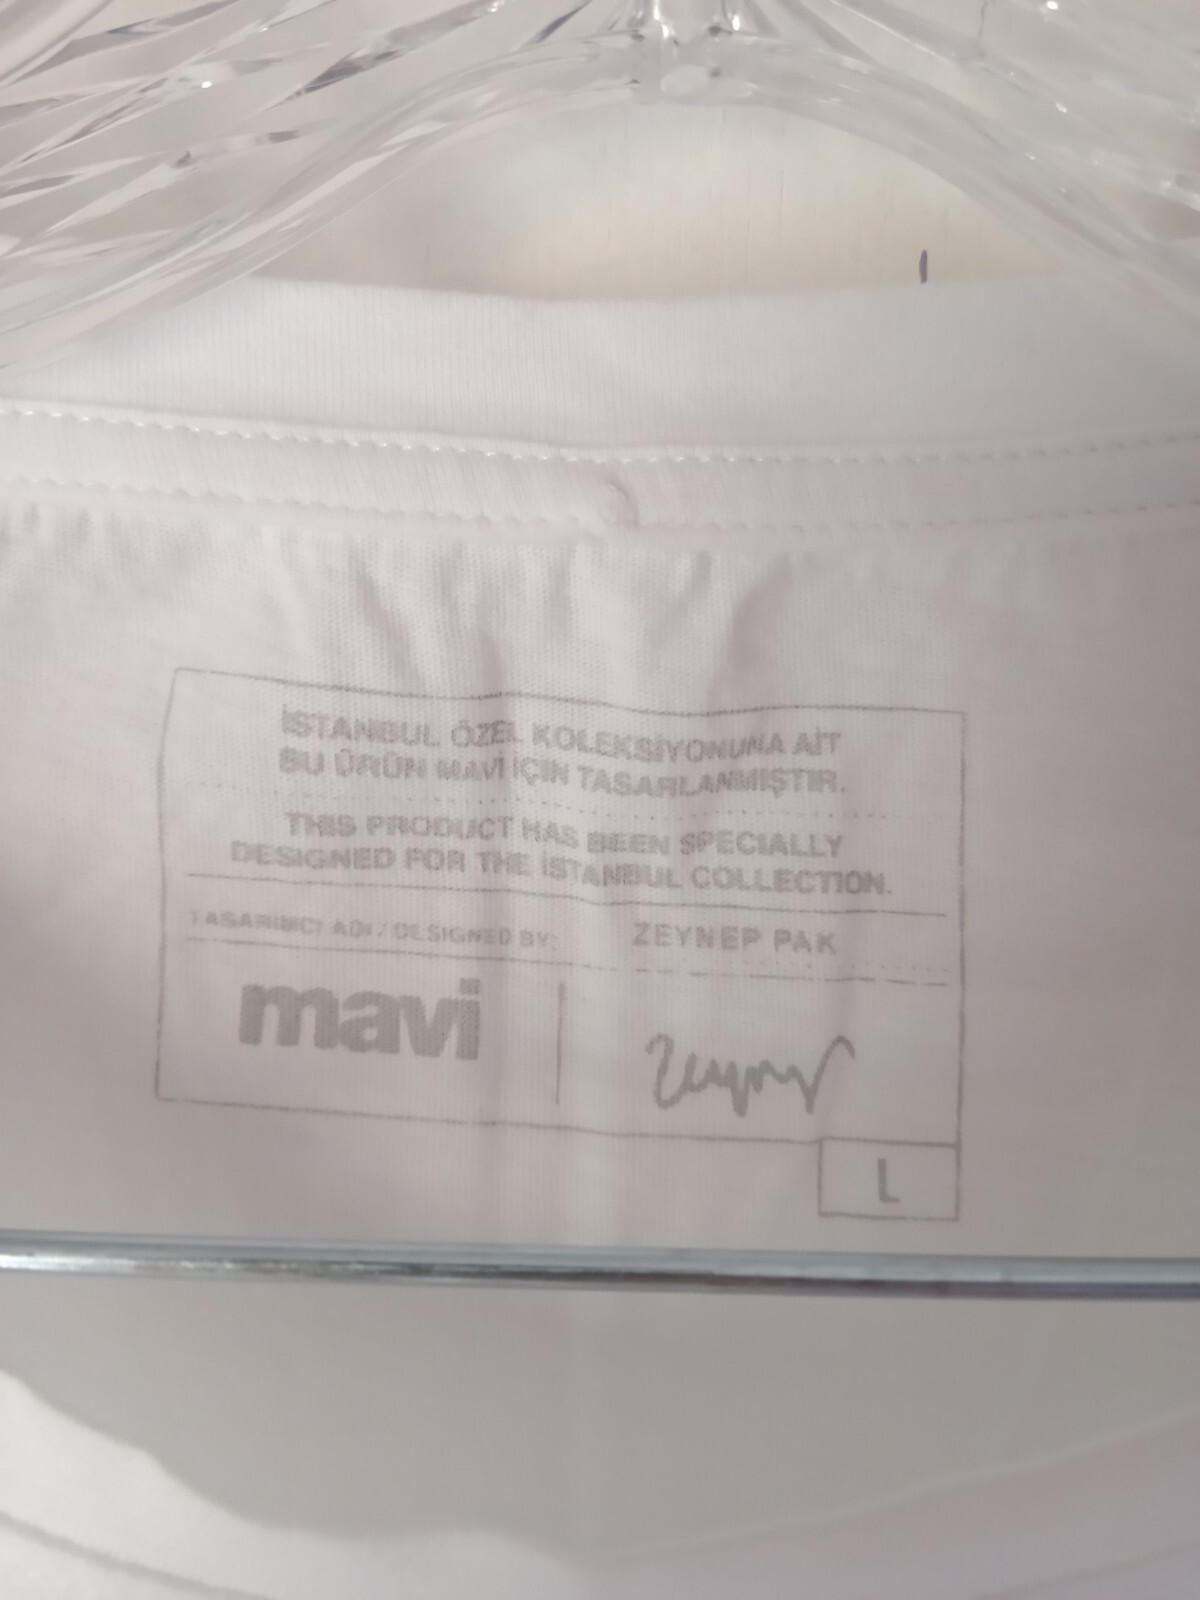 İSTANBUL ÖZEL KOLEKSİYONUNA AİT
BU ÜRÜN MAVİ İÇİN TASARLANMIŞTIR.
THIS PRODUCT HAS BEEN SPECIALLY
DESIGNED FOR THE İSTANBUL COLLECTION.
TASARIMCI ADI / DESIGNED BY: ZEYNEP PAK
mavi
L